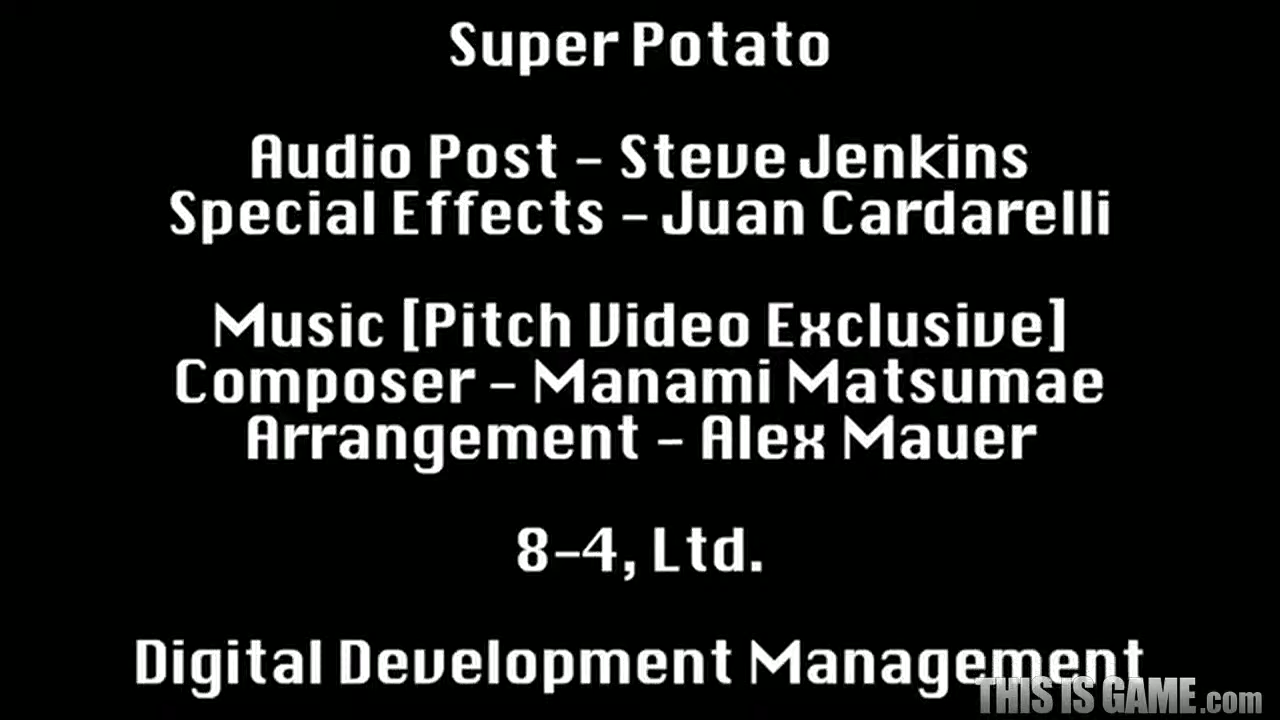 Super Potato
Audio Post - Steve Jenkins
Special Effects - Juan Cardarelli
Music [Pitch Video Exclusive]
Composer - Manami Matsumae
Arrangement - Alex Mauer
8-4, Ltd.
Digital Development Management
THIS IS GAME.com